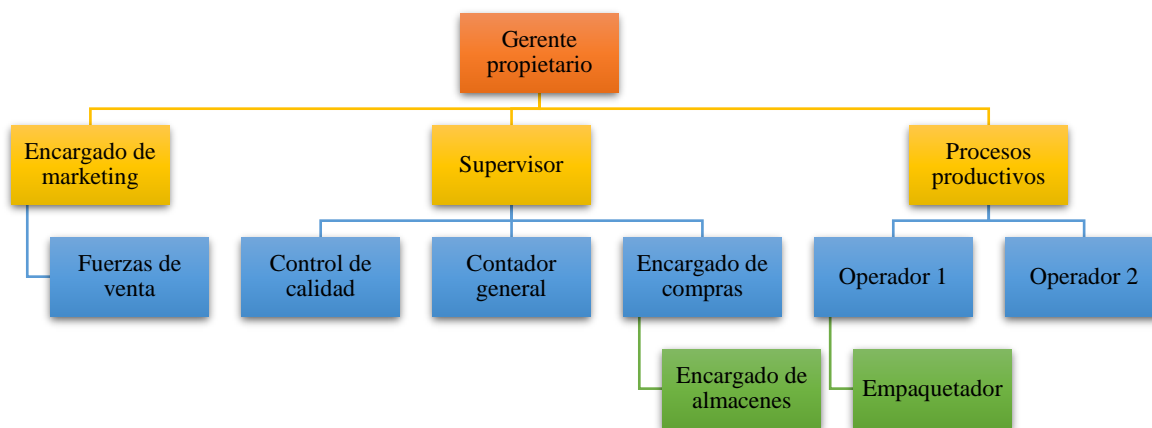 Gerente
propietario
Encargado de
marketing
Supervisor
Procesos
productivos
Fuerzas de
venta
Control de
calidad
Contador
general
Encargado de
compras
Operador 1
Operador 2
Encargado de
almacenes
Empaquetador